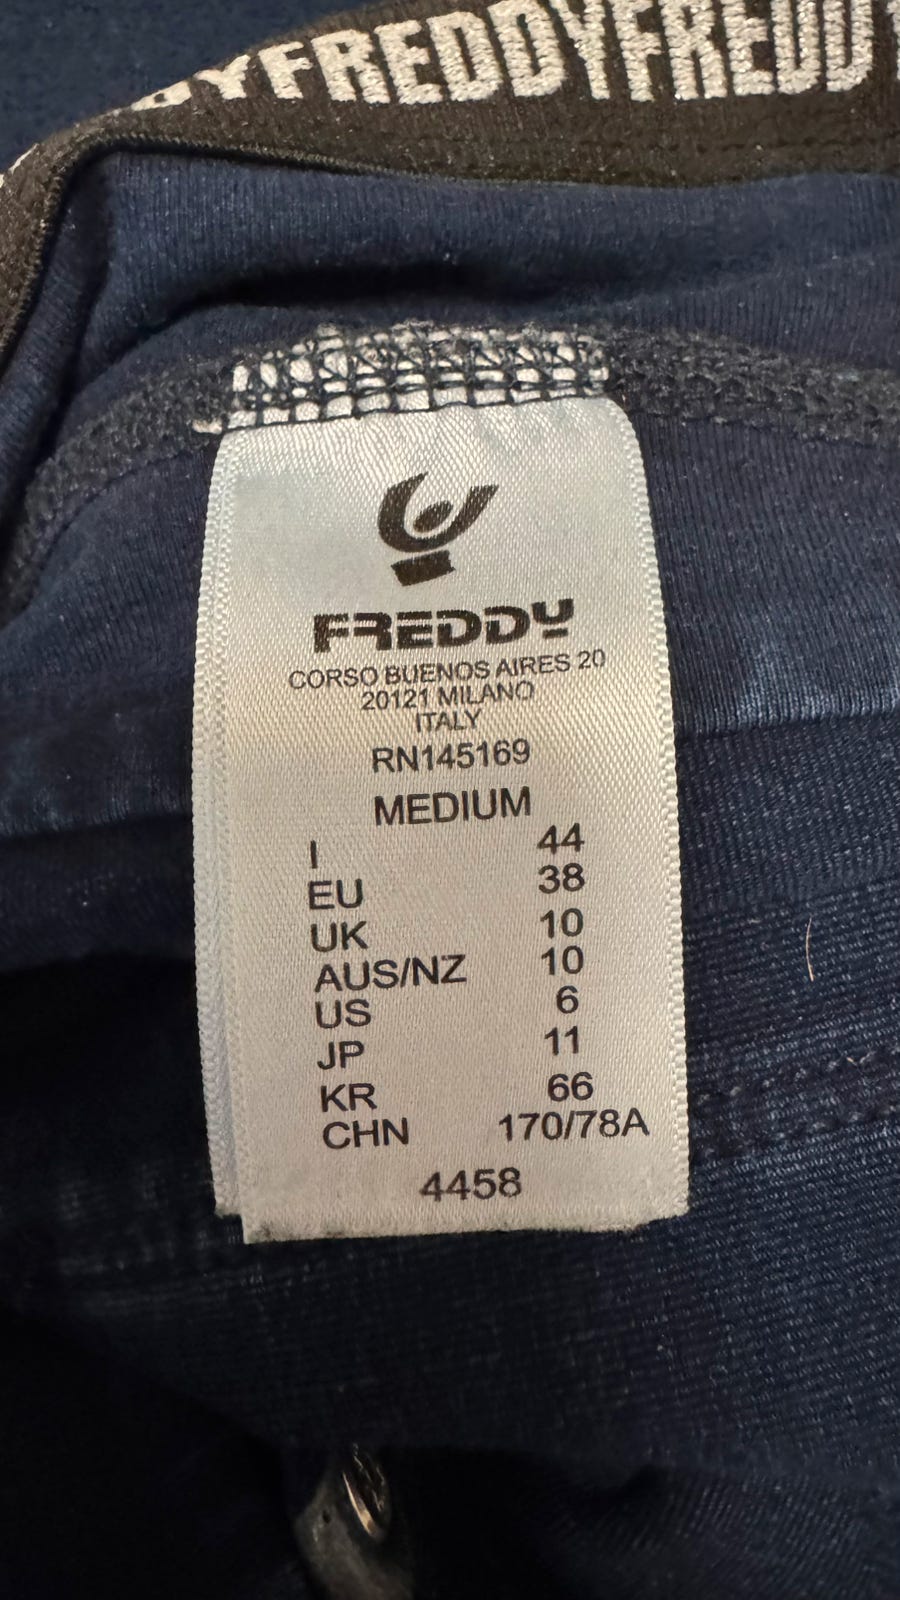 DYFREDDYFREDDY
FREDDY
CORSO BUENOS AIRES 20
20121 MILANO
ITALY
RN145169
MEDIUM
I 44
EU 38
UK 10
AUS/NZ 10
US 6
JP 11
KR 66
CHN 170/78A
4458